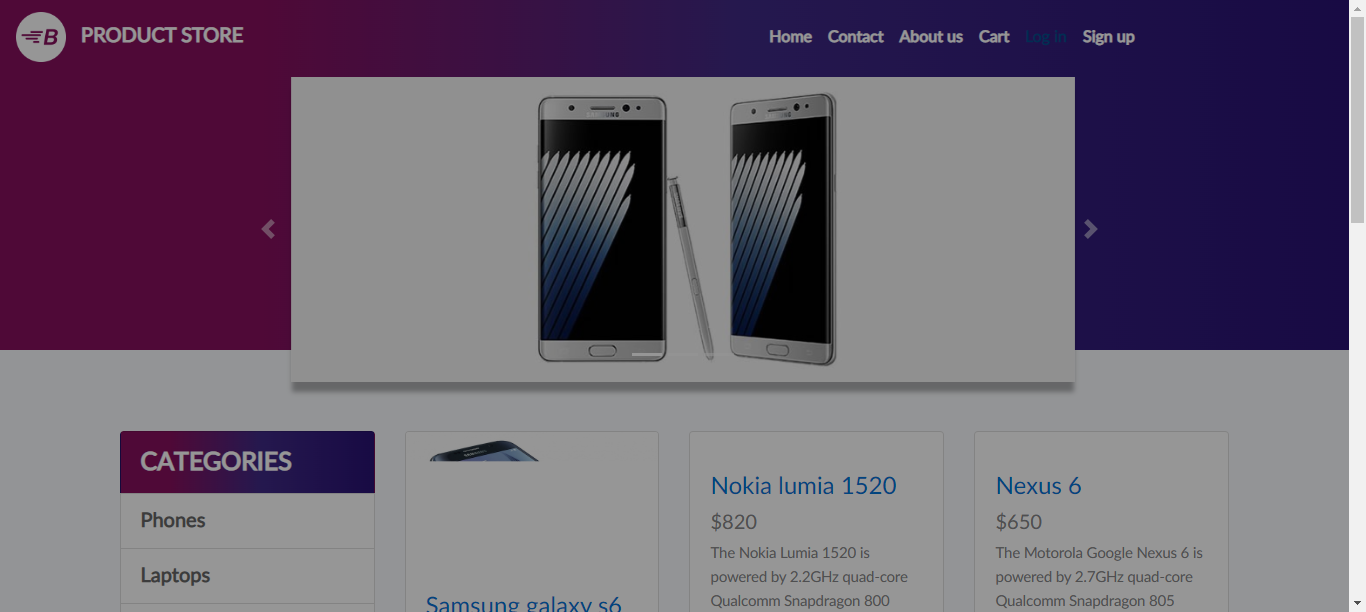 B PRODUCT STORE
Home Contact About us Cart Log in Sign up
SAMSUNG SAMSUNG
CATEGORIES
Phones
Laptops
Samsung galaxy s6
Nokia lumia 1520
$820
The Nokia Lumia 1520 is
powered by 2.2GHz quad-core
Qualcomm Snapdragon 800
Nexus 6
$650
The Motorola Google Nexus 6 is
powered by 2.7GHz quad-core
Qualcomm Snapdragon 805